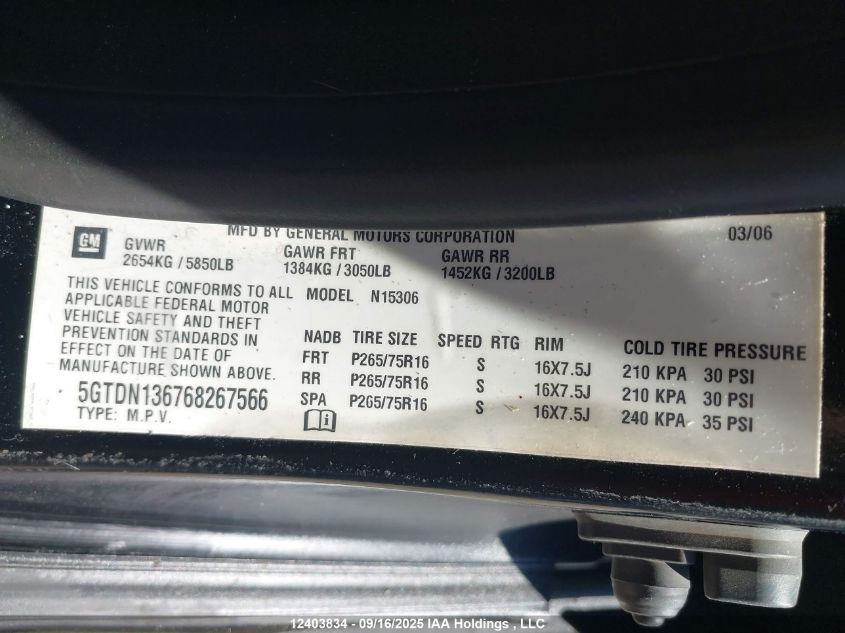 MFD BY GENERAL MOTORS CORPORATION 03/06
GM
GVWR GAWR FRT GAWR RR
2654KG / 5850LB 1384KG / 3050LB 1452KG / 3200LB
THIS VEHICLE CONFORMS TO ALL
APPLICABLE FEDERAL MOTOR
VEHICLE SAFETY AND THEFT
PREVENTION STANDARDS IN
EFFECT ON THE DATE OF
MANUFACTURE SHOWN ABOVE.
5GTDN136768267566
TYPE: M.P.V.
MODEL N15306
NADB TIRE SIZE SPEED RTG RIM COLD TIRE PRESSURE
FRT P265/75R16 S 16X7.5J 210 KPA 30 PSI
RR P265/75R16 S 16X7.5J 210 KPA 30 PSI
SPA P265/75R16 S 16X7.5J 240 KPA 35 PSI
12403834 - 09/16/2025 IAA Holdings , LLC